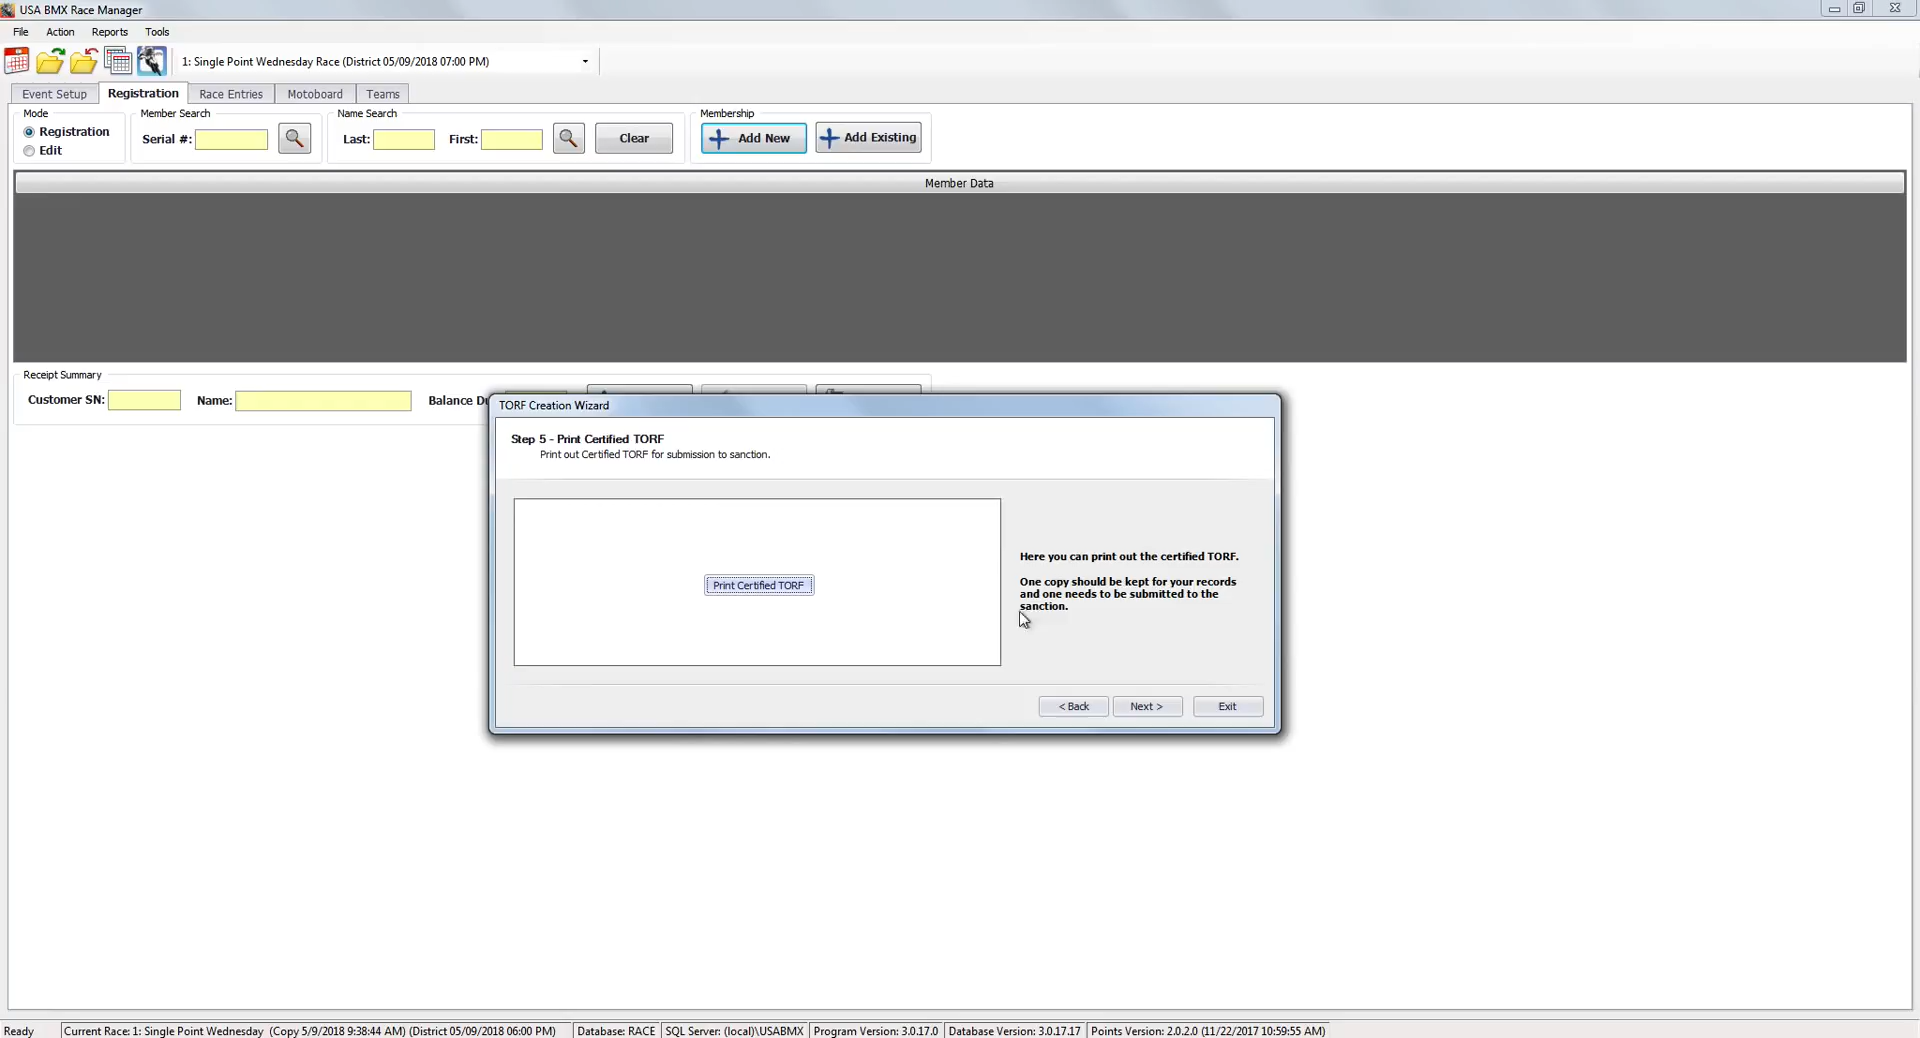 USA BMX Race Manager
File Action Reports Tools
1: Single Point Wednesday Race (District 05/09/2018 07:00 PM)
Event Setup Registration Race Entries Motoboard Teams
Mode Member Search Name Search Membership
Registration
Edit
Serial #: Last: First: Clear Add New Add Existing
Member Data
Receipt Summary
Customer SN: Name: Balance Du
TORF Creation Wizard
Step 5 - Print Certified TORF
Print out Certified TORF for submission to sanction.
Print Certified TORF
Here you can print out the certified TORF.
One copy should be kept for your records
and one needs to be submitted to the
sanction.
< Back Next > Exit
Ready Current Race: 1: Single Point Wednesday (Copy 5/9/2018 9:38:44 AM) (District 05/09/2018 06:00 PM) Database: RACE SQL Server: (local)\USABMX Program Version: 3.0.17.0 Database Version: 3.0.17.17 Points Version: 2.0.2.0 (11/22/2017 10:59:55 AM)